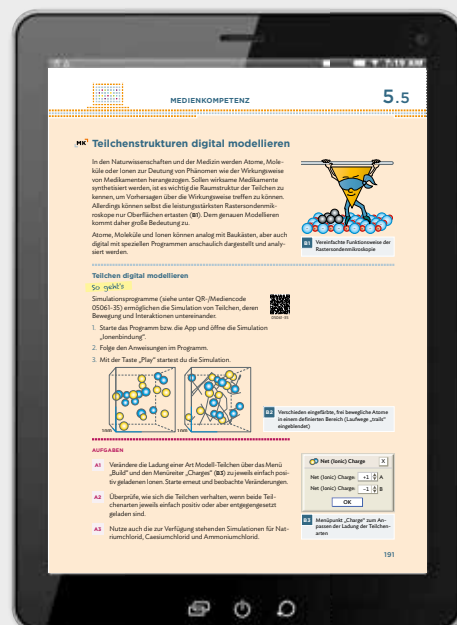 7:19 AM
MEDIENKOMPETENZ
5.5
MK Teilchenstrukturen digital modellieren
In den Naturwissenschaften und der Medizin werden Atome, Mole-
küle oder Ionen zur Deutung von Phänomen wie der Wirkungsweise
von Medikamenten herangezogen. Sollen wirksame Medikamente
synthetisiert werden, ist es wichtig die Raumstruktur der Teilchen zu
kennen, um Vorhersagen über die Wirkungsweise treffen zu können.
Allerdings können selbst die leistungsstärksten Rastersondenmik-
roskope nur Oberflächen ertasten (B1). Dem genauen Modellieren
kommt daher große Bedeutung zu.
Atome, Moleküle und Ionen können analog mit Baukästen, aber auch
digital mit speziellen Programmen anschaulich dargestellt und analy-
siert werden.
B1 Vereinfachte Funktionsweise der
Rastersondenmikroskopie
Teilchen digital modellieren
So geht's
Simulationsprogramme (siehe unter QR-/Mediencode
05061-35) ermöglichen die Simulation von Teilchen, deren
Bewegung und Interaktionen untereinander.
05061-35
1. Starte das Programm bzw. die App und öffne die Simulation
„Ionenbindung".
2. Folge den Anweisungen im Programm.
3. Mit der Taste „Play" startest du die Simulation.
1 nm
1 nm
B2 Verschieden eingefärbte, frei bewegliche Atome
in einem definierten Bereich (Laufwege „trails"
eingeblendet)
AUFGABEN
A1 Verändere die Ladung einer Art Modell-Teilchen über das Menü
„Build" und den Menüreiter „Charges" (B3) zu jeweils einfach posi-
tiv geladenen Ionen. Starte erneut und beobachte Veränderungen.
A2 Überprüfe, wie sich die Teilchen verhalten, wenn beide Teil-
chenarten jeweils einfach positiv oder aber entgegengesetzt
geladen sind.
A3 Nutze auch die zur Verfügung stehenden Simulationen für Nat-
riumchlorid, Caesiumchlorid und Ammoniumchlorid.
Net (Ionic) Charge X
Net (Ionic) Charge: +1 A
Net (Ionic) Charge: −1 B
OK
B3 Menüpunkt „Charge" zum An-
passen der Ladung der Teilchen-
arten
191